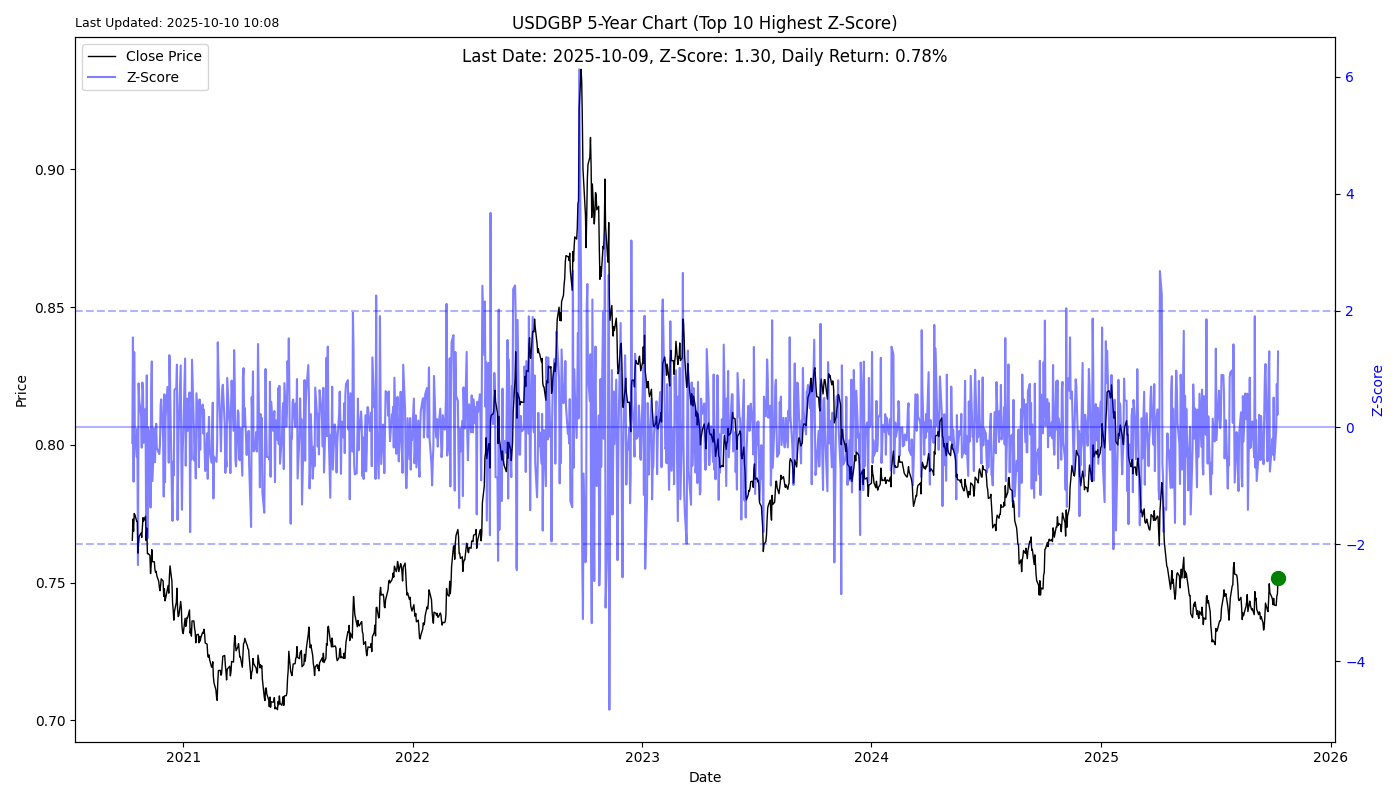 Last Updated: 2025-10-10 10:08
USDGBP 5-Year Chart (Top 10 Highest Z-Score)
Last Date: 2025-10-09, Z-Score: 1.30, Daily Return: 0.78%
Close Price
Z-Score
Price
0.90
0.85
0.80
0.75
0.70
6
4
2
0
−2
−4
Z-Score
2021
2022
2023
2024
2025
2026
Date